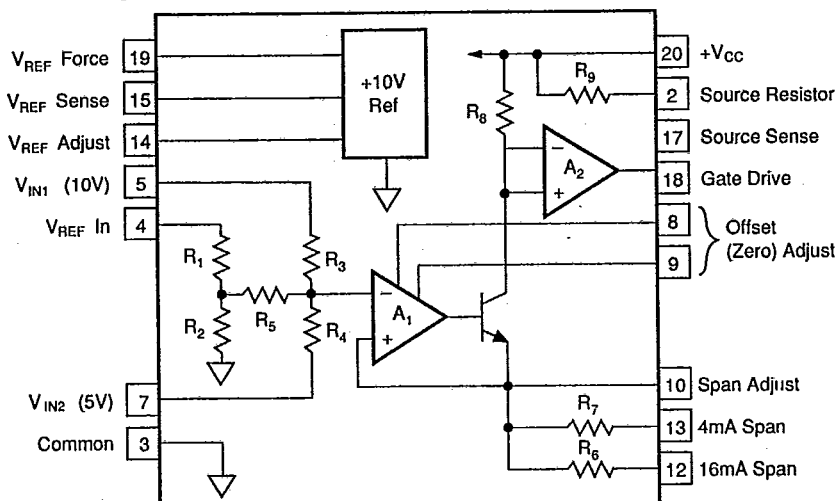 V_REF Force 19
V_REF Sense 15
V_REF Adjust 14
V_IN1 (10V) 5
V_REF In 4
V_IN2 (5V) 7
Common 3
+10V
Ref
R1
R2
R3
R4
R5
R6
R7
R8
R9
−
A1
+
−
A2
+
20 +Vcc
2 Source Resistor
17 Source Sense
18 Gate Drive
8
9
Offset
(Zero) Adjust
10 Span Adjust
13 4mA Span
12 16mA Span